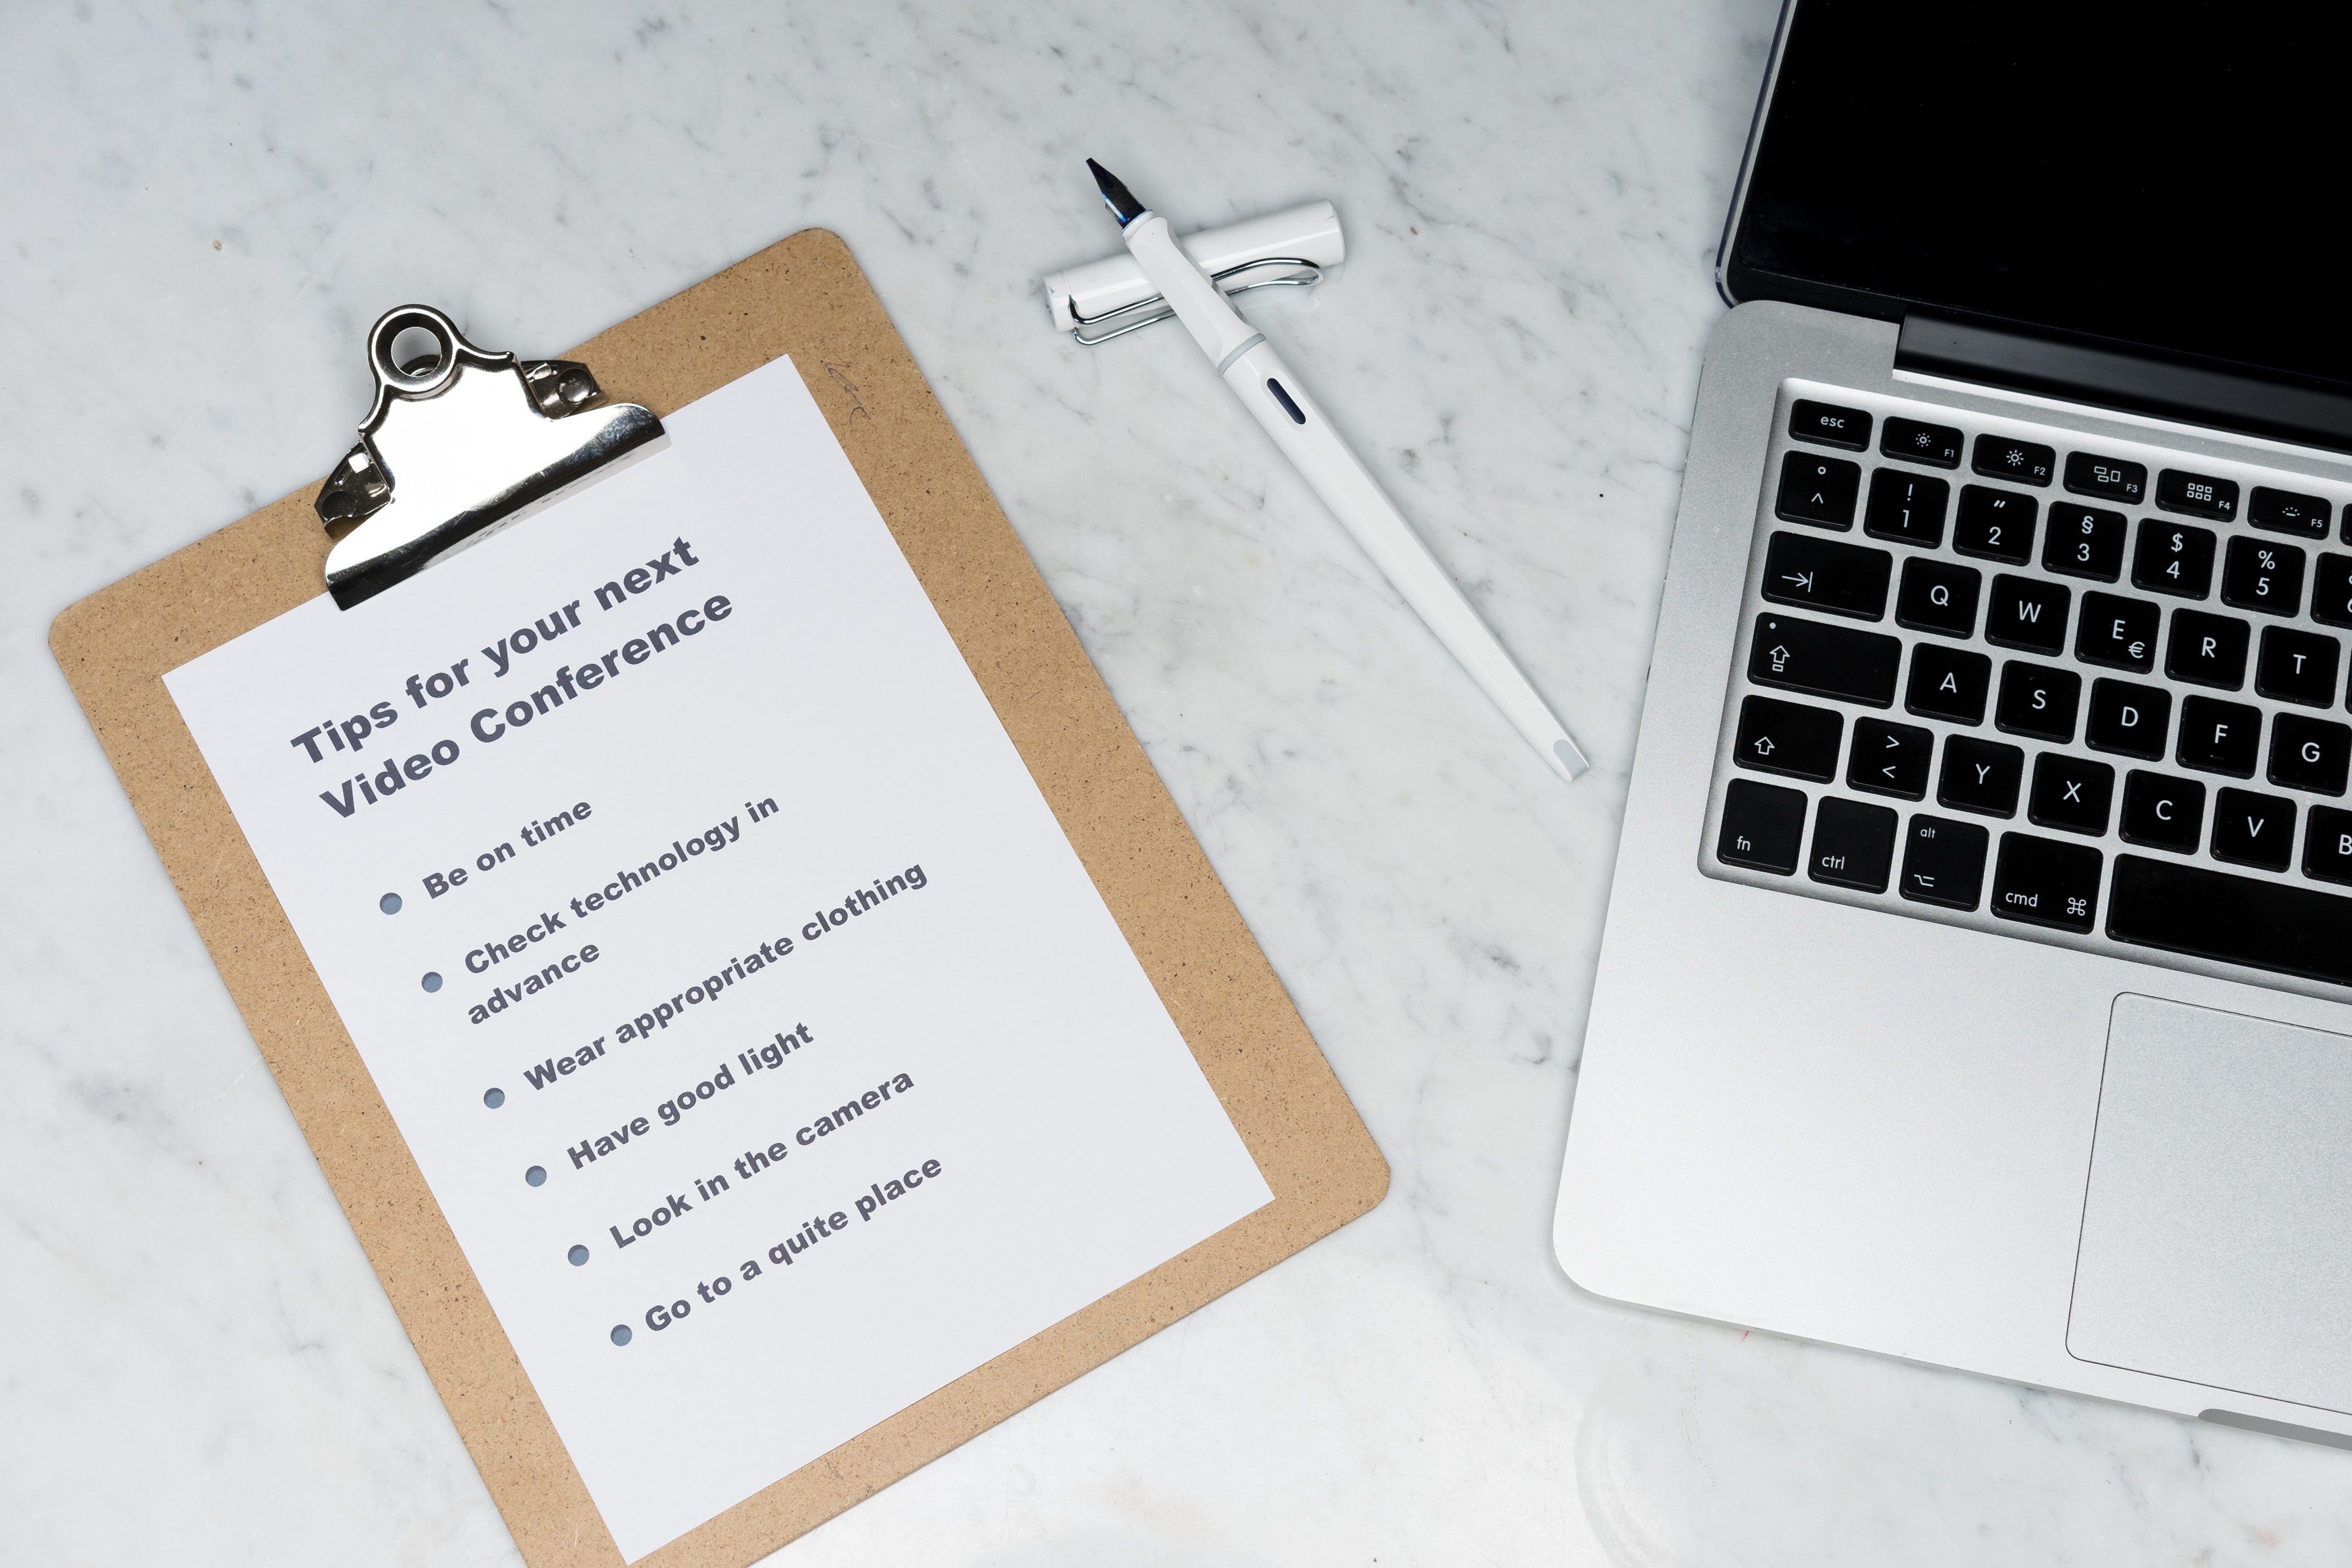 Tips for your next
Video Conference
Be on time
Check technology in
advance
Wear appropriate clothing
Have good light
Look in the camera
Go to a quite place
esc F1 F2 F3 F4 F5
° ^ ! 1 " 2 § 3 $ 4 % 5
Q W E € R T
A S D F G
> < Y X C V B
fn ctrl alt cmd ⌘